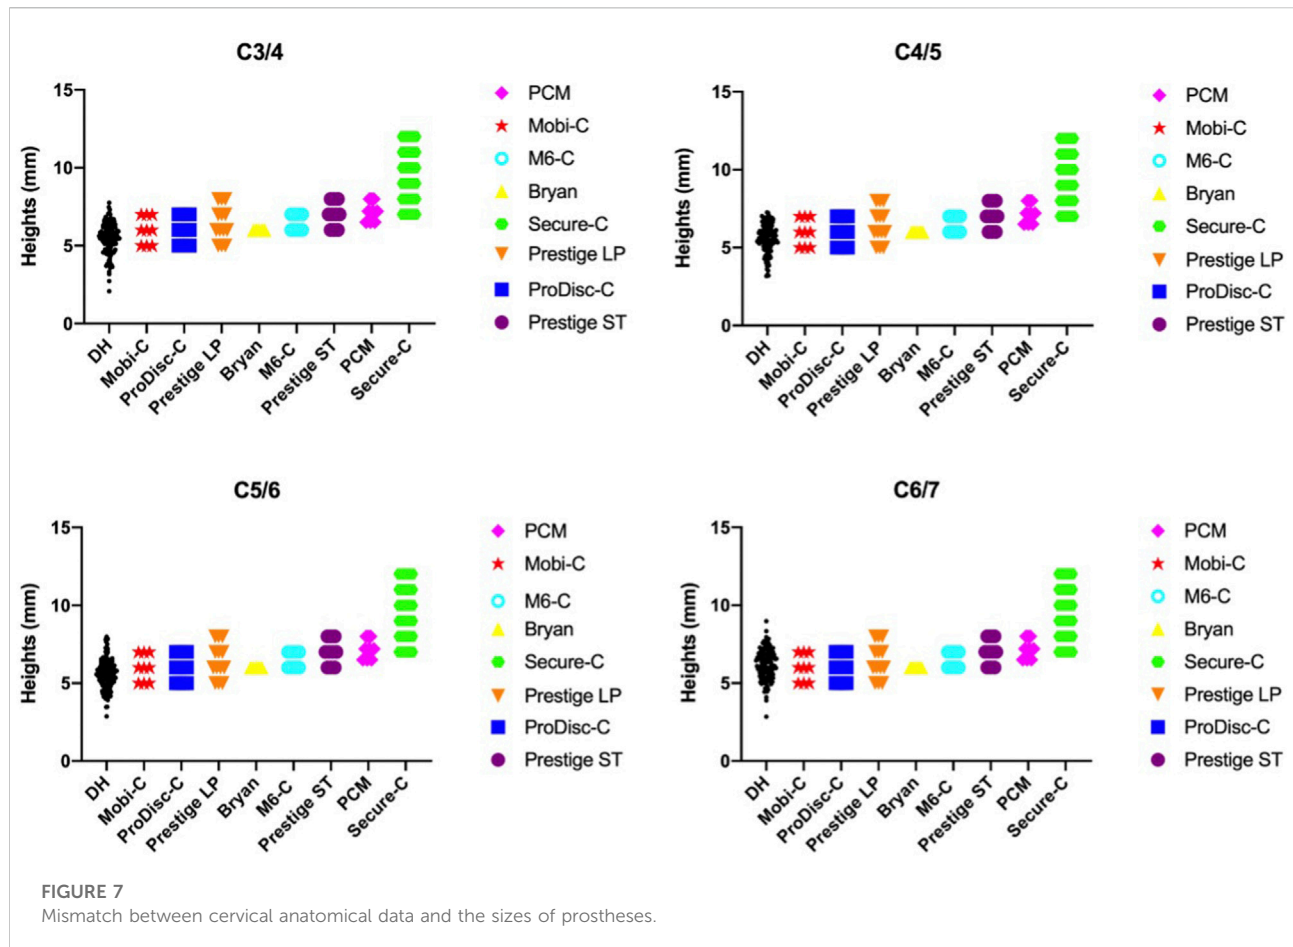 C3/4
Heights (mm)
15
10
5
0
DH
Mobi-C
ProDisc-C
Prestige LP
Bryan
M6-C
Prestige ST
PCM
Secure-C
PCM
Mobi-C
M6-C
Bryan
Secure-C
Prestige LP
ProDisc-C
Prestige ST
C4/5
Heights (mm)
15
10
5
0
DH
Mobi-C
ProDisc-C
Prestige LP
Bryan
M6-C
Prestige ST
PCM
Secure-C
PCM
Mobi-C
M6-C
Bryan
Secure-C
Prestige LP
ProDisc-C
Prestige ST
C5/6
Heights (mm)
15
10
5
0
DH
Mobi-C
ProDisc-C
Prestige LP
Bryan
M6-C
Prestige ST
PCM
Secure-C
PCM
Mobi-C
M6-C
Bryan
Secure-C
Prestige LP
ProDisc-C
Prestige ST
C6/7
Heights (mm)
15
10
5
0
DH
Mobi-C
ProDisc-C
Prestige LP
Bryan
M6-C
Prestige ST
PCM
Secure-C
PCM
Mobi-C
M6-C
Bryan
Secure-C
Prestige LP
ProDisc-C
Prestige ST
FIGURE 7
Mismatch between cervical anatomical data and the sizes of prostheses.